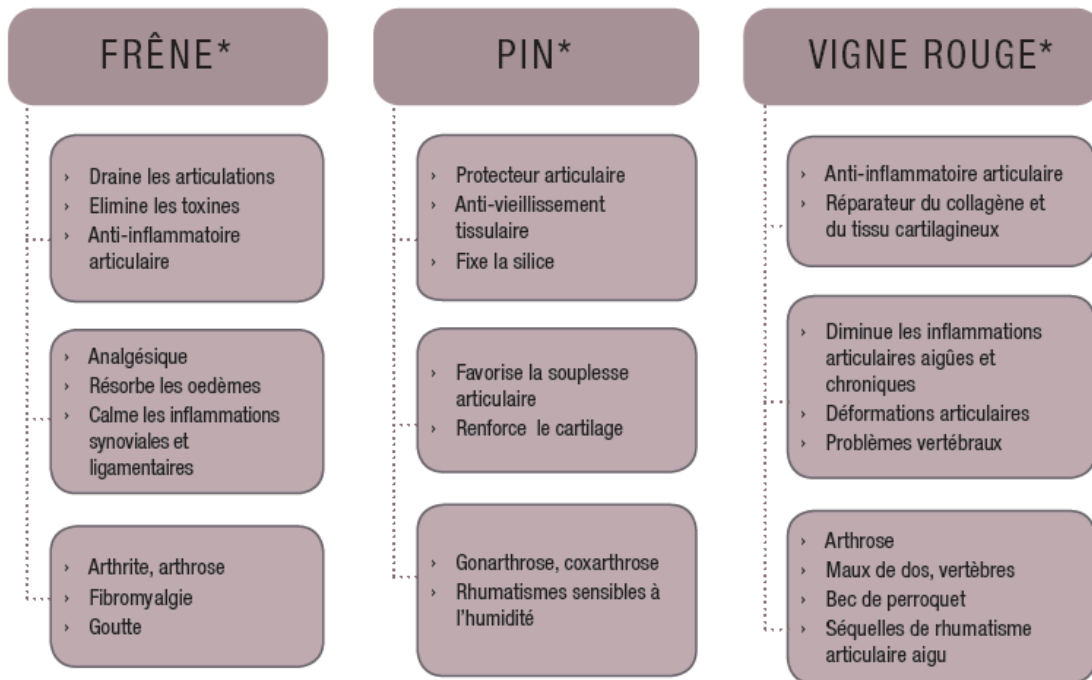 FRÊNE*
› Draine les articulations
› Elimine les toxines
› Anti-inflammatoire
articulaire
› Analgésique
› Résorbe les oedèmes
› Calme les inflammations
synoviales et
ligamentaires
› Arthrite, arthrose
› Fibromyalgie
› Goutte
PIN*
› Protecteur articulaire
› Anti-vieillissement
tissulaire
› Fixe la silice
› Favorise la souplesse
articulaire
› Renforce le cartilage
› Gonarthrose, coxarthrose
› Rhumatismes sensibles à
l'humidité
VIGNE ROUGE*
› Anti-inflammatoire articulaire
› Réparateur du collagène et
du tissu cartilagineux
› Diminue les inflammations
articulaires aigûes et
chroniques
› Déformations articulaires
› Problèmes vertébraux
› Arthrose
› Maux de dos, vertèbres
› Bec de perroquet
› Séquelles de rhumatisme
articulaire aigu